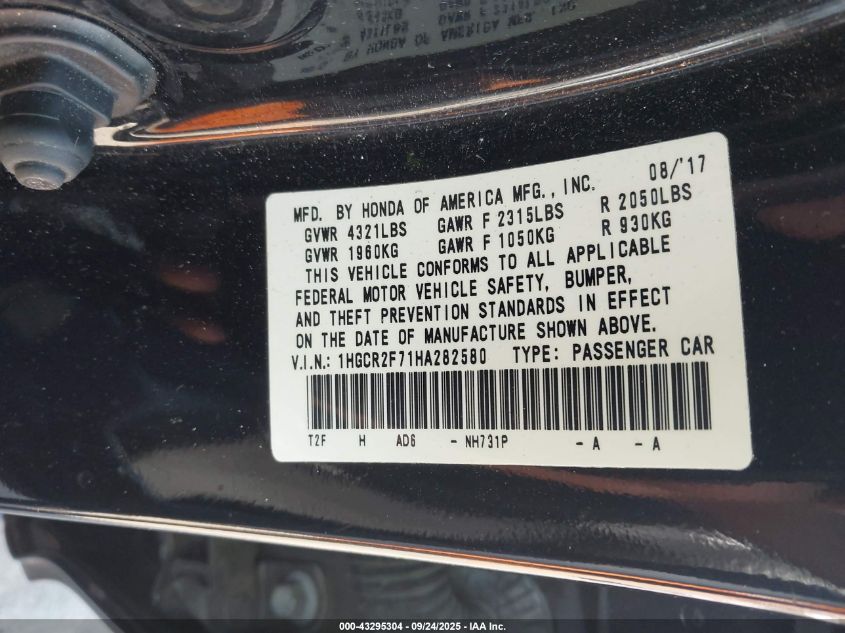 08/'17
MFD. BY HONDA OF AMERICA MFG., INC.
GVWR 4321LBS GAWR F 2315LBS R 2050LBS
GVWR 1960KG GAWR F 1050KG R 930KG
THIS VEHICLE CONFORMS TO ALL APPLICABLE
FEDERAL MOTOR VEHICLE SAFETY, BUMPER,
AND THEFT PREVENTION STANDARDS IN EFFECT
ON THE DATE OF MANUFACTURE SHOWN ABOVE.
V.I.N.: 1HGCR2F71HA282580 TYPE: PASSENGER CAR
T2F H AD6 - NH731P - A - A
000-43295304 - 09/24/2025 - IAA Inc.